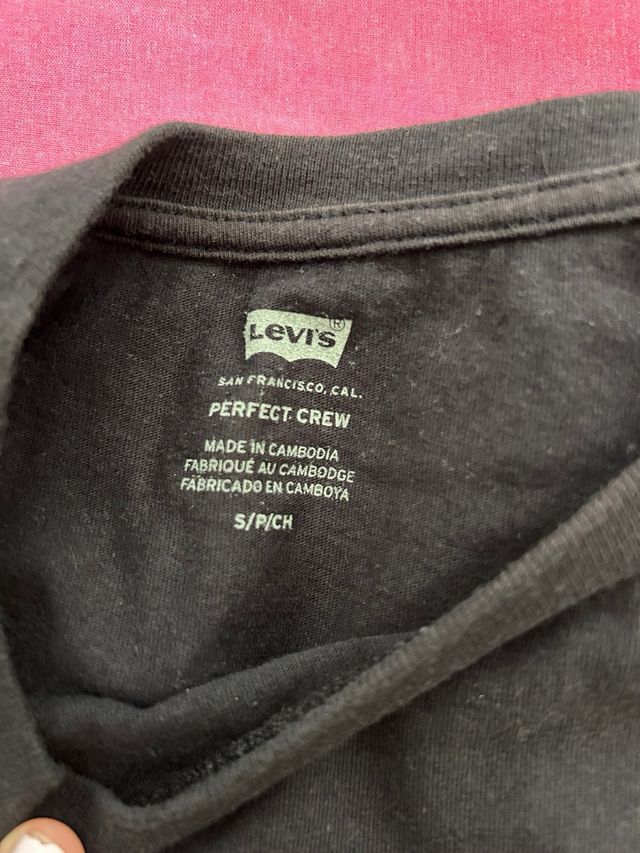 Levi's®
SAN FRANCISCO, CAL.
PERFECT CREW
MADE IN CAMBODIA
FABRIQUÉ AU CAMBODGE
FABRICADO EN CAMBOYA
S/P/CH